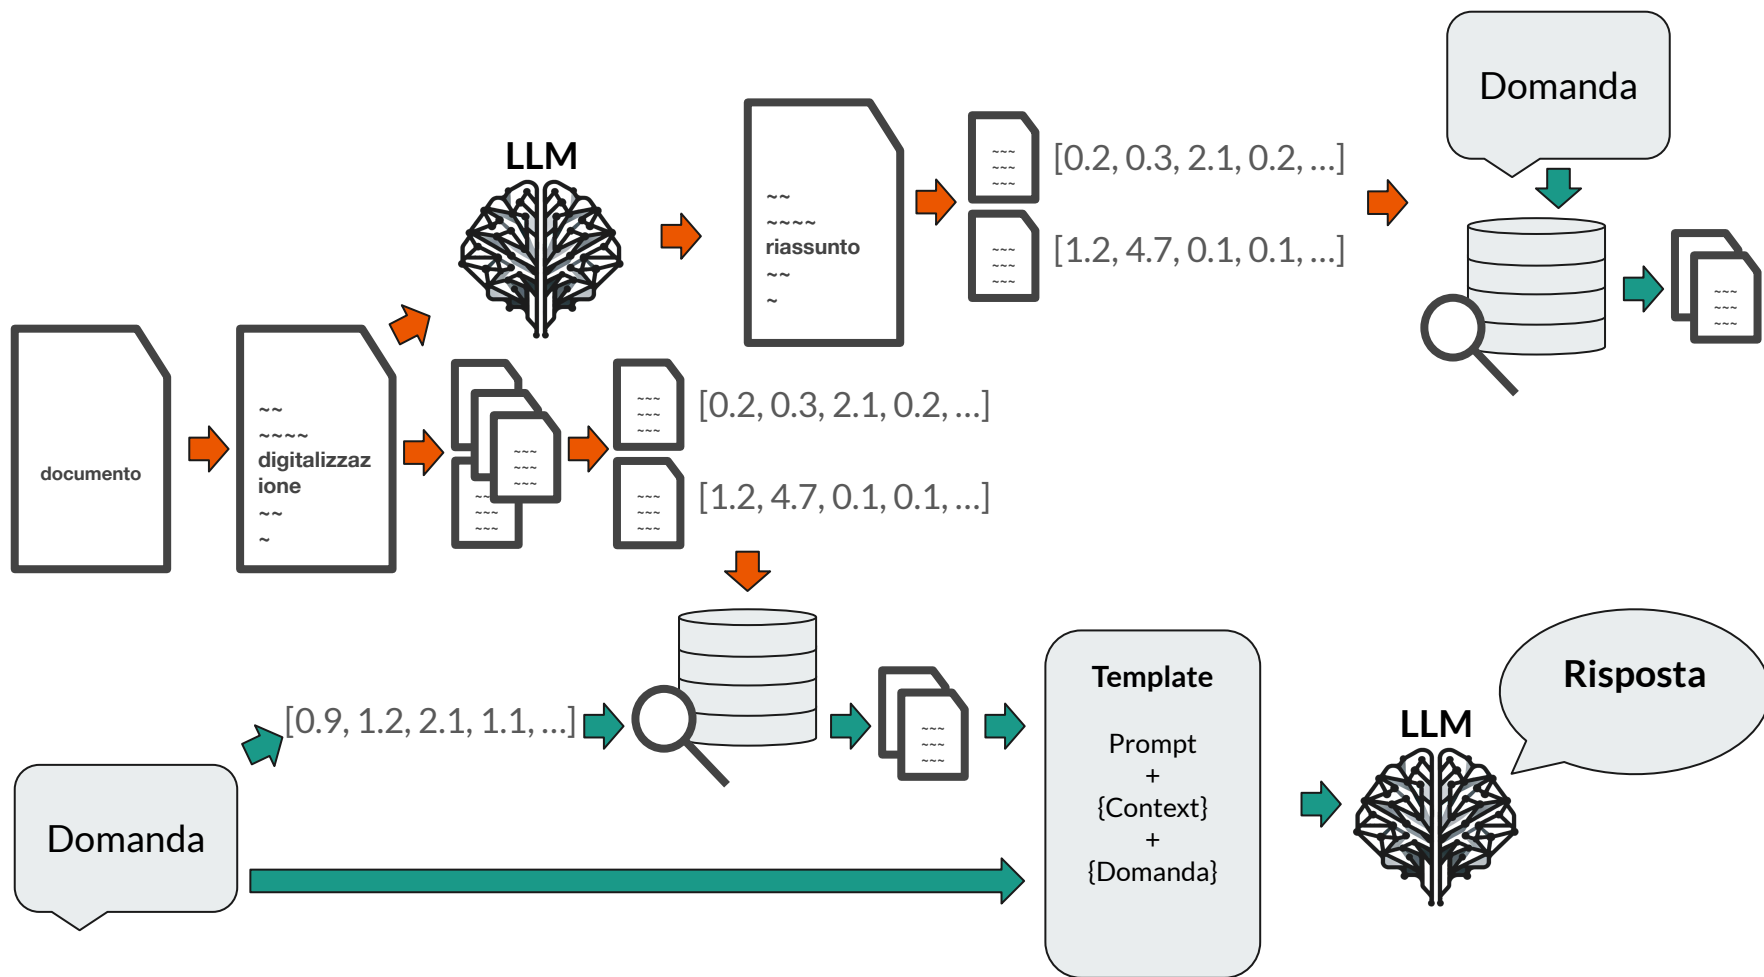 Domanda
LLM
~~
~~~~
riassunto
~~
~
~~~
~~~
~~~
[0.2, 0.3, 2.1, 0.2, ...]
~~~
~~~
~~~
[1.2, 4.7, 0.1, 0.1, ...]
~~~
~~~
~~~
documento
~~
~~~~
digitalizzaz
ione
~~
~
~~~
~~~
~~~
~~~
~~~
~~~
~~~
~~~
~~~
[0.2, 0.3, 2.1, 0.2, ...]
~~~
~~~
~~~
[1.2, 4.7, 0.1, 0.1, ...]
Domanda
[0.9, 1.2, 2.1, 1.1, ...]
~~~
~~~
~~~
Template
Prompt
+
{Context}
+
{Domanda}
LLM
Risposta